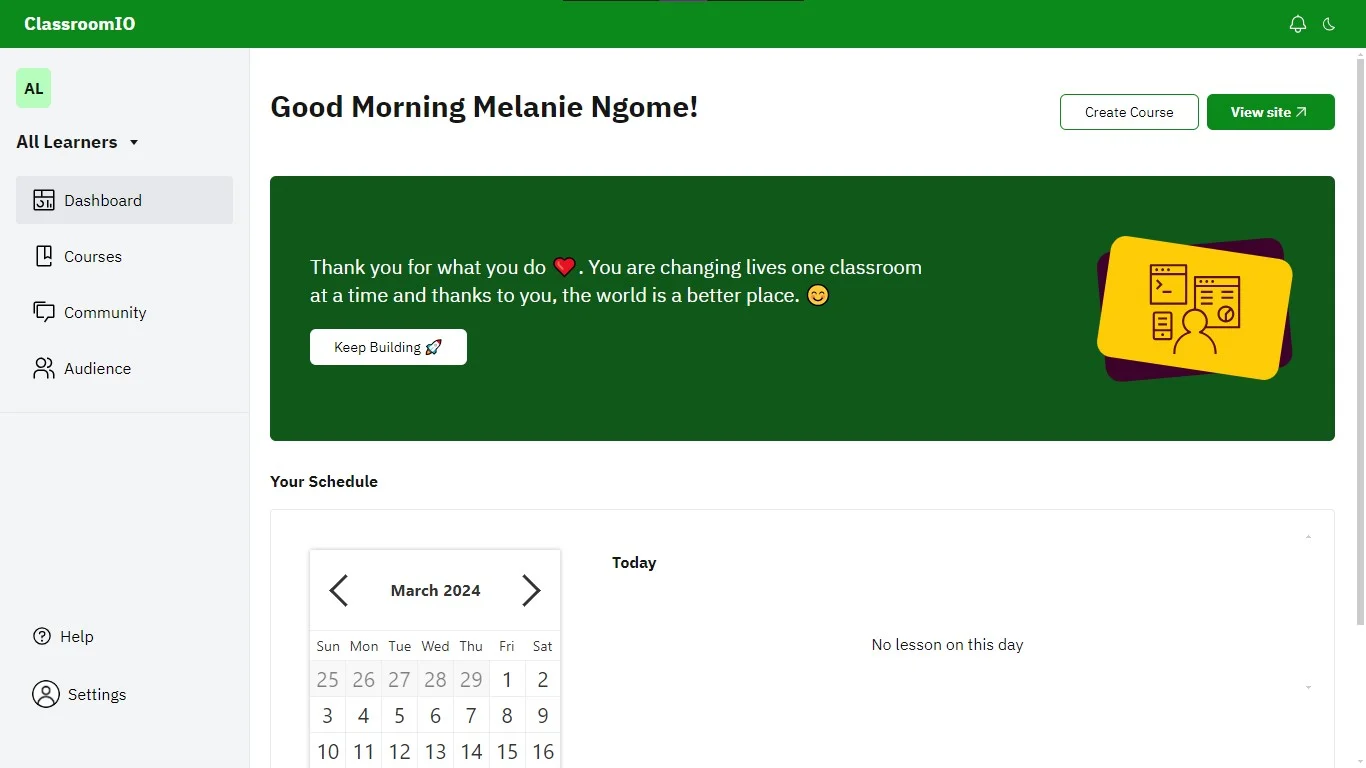 ClassroomIO
AL
All Learners
Dashboard
Courses
Community
Audience
Help
Settings
Good Morning Melanie Ngome!
Create Course
View site
Thank you for what you do ❤️. You are changing lives one classroom
at a time and thanks to you, the world is a better place. 😊
Keep Building 🚀
Your Schedule
March 2024
Sun Mon Tue Wed Thu Fri Sat
25 26 27 28 29 1 2
3 4 5 6 7 8 9
10 11 12 13 14 15 16
Today
No lesson on this day